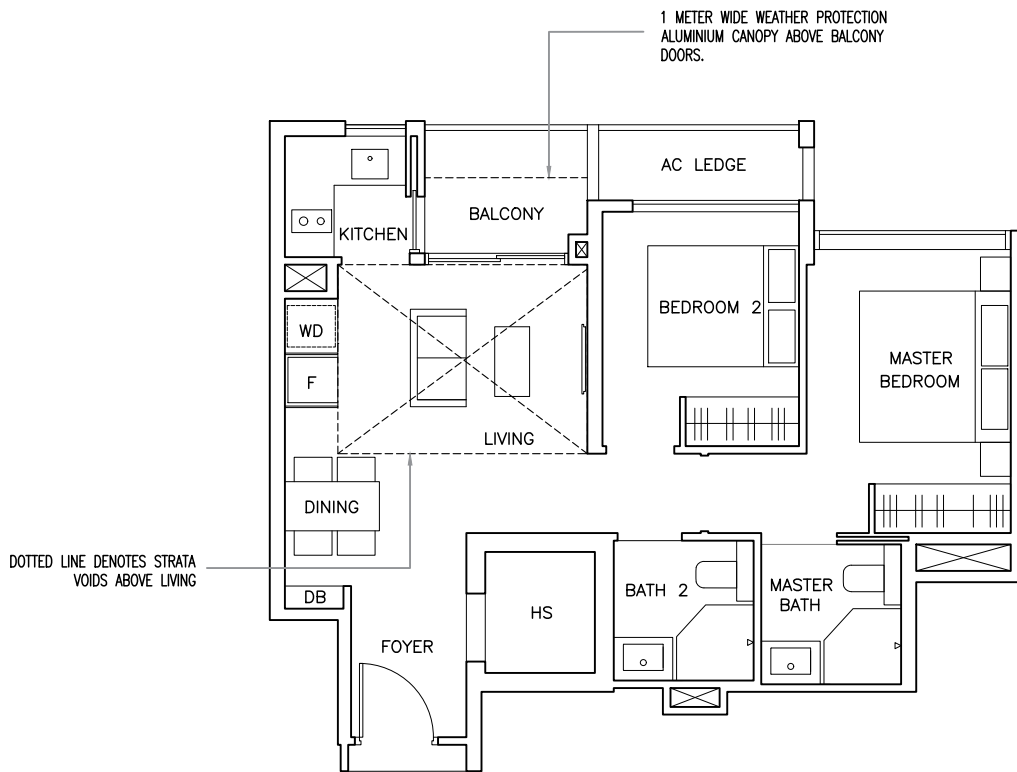 1 METER WIDE WEATHER PROTECTION
ALUMINIUM CANOPY ABOVE BALCONY
DOORS.
AC LEDGE
BALCONY
KITCHEN
BEDROOM 2
WD
MASTER
BEDROOM
F
LIVING
DINING
DOTTED LINE DENOTES STRATA
VOIDS ABOVE LIVING
DB
HS
BATH 2
MASTER
BATH
FOYER